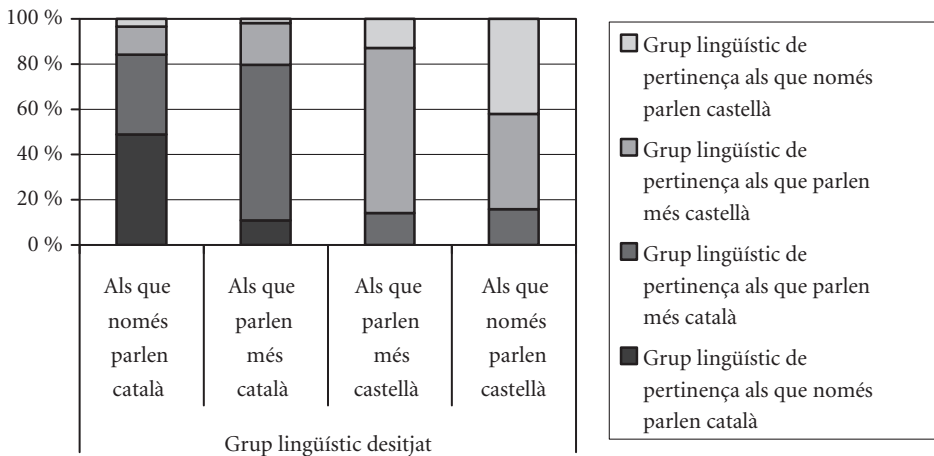 100 %
80 %
60 %
40 %
20 %
0 %
Als que
només
parlen
català
Als que
parlen
més
català
Als que
parlen
més
castellà
Als que
només
parlen
castellà
Grup lingüístic desitjat
Grup lingüístic de
pertinença als que només
parlen castellà
Grup lingüístic de
pertinença als que parlen
més castellà
Grup lingüístic de
pertinença als que parlen
més català
Grup lingüístic de
pertinença als que només
parlen català